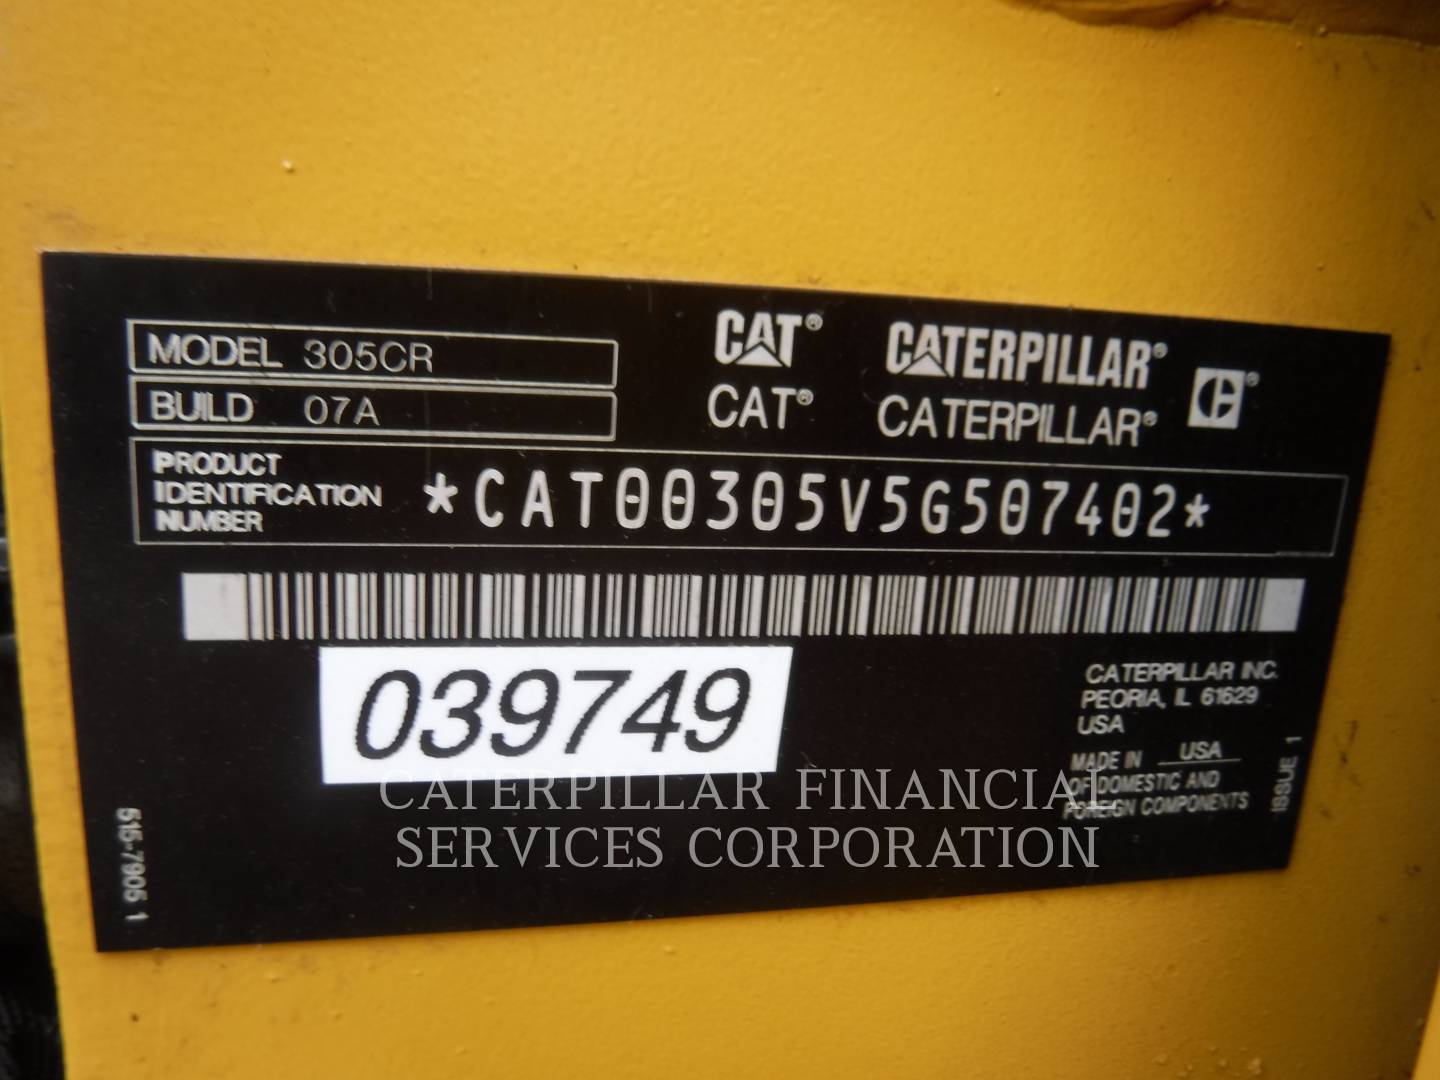 MODEL 305CR
BUILD 07A
CAT® CATERPILLAR® C®
CAT® CATERPILLAR®
PRODUCT
IDENTIFICATION
NUMBER
*CAT00305V5G507402*
039749
CATERPILLAR INC.
PEORIA, IL 61629
USA
MADE IN USA
OF DOMESTIC AND
FOREIGN COMPONENTS
ISSUE 1
515-7905 1
CATERPILLAR FINANCIAL
SERVICES CORPORATION